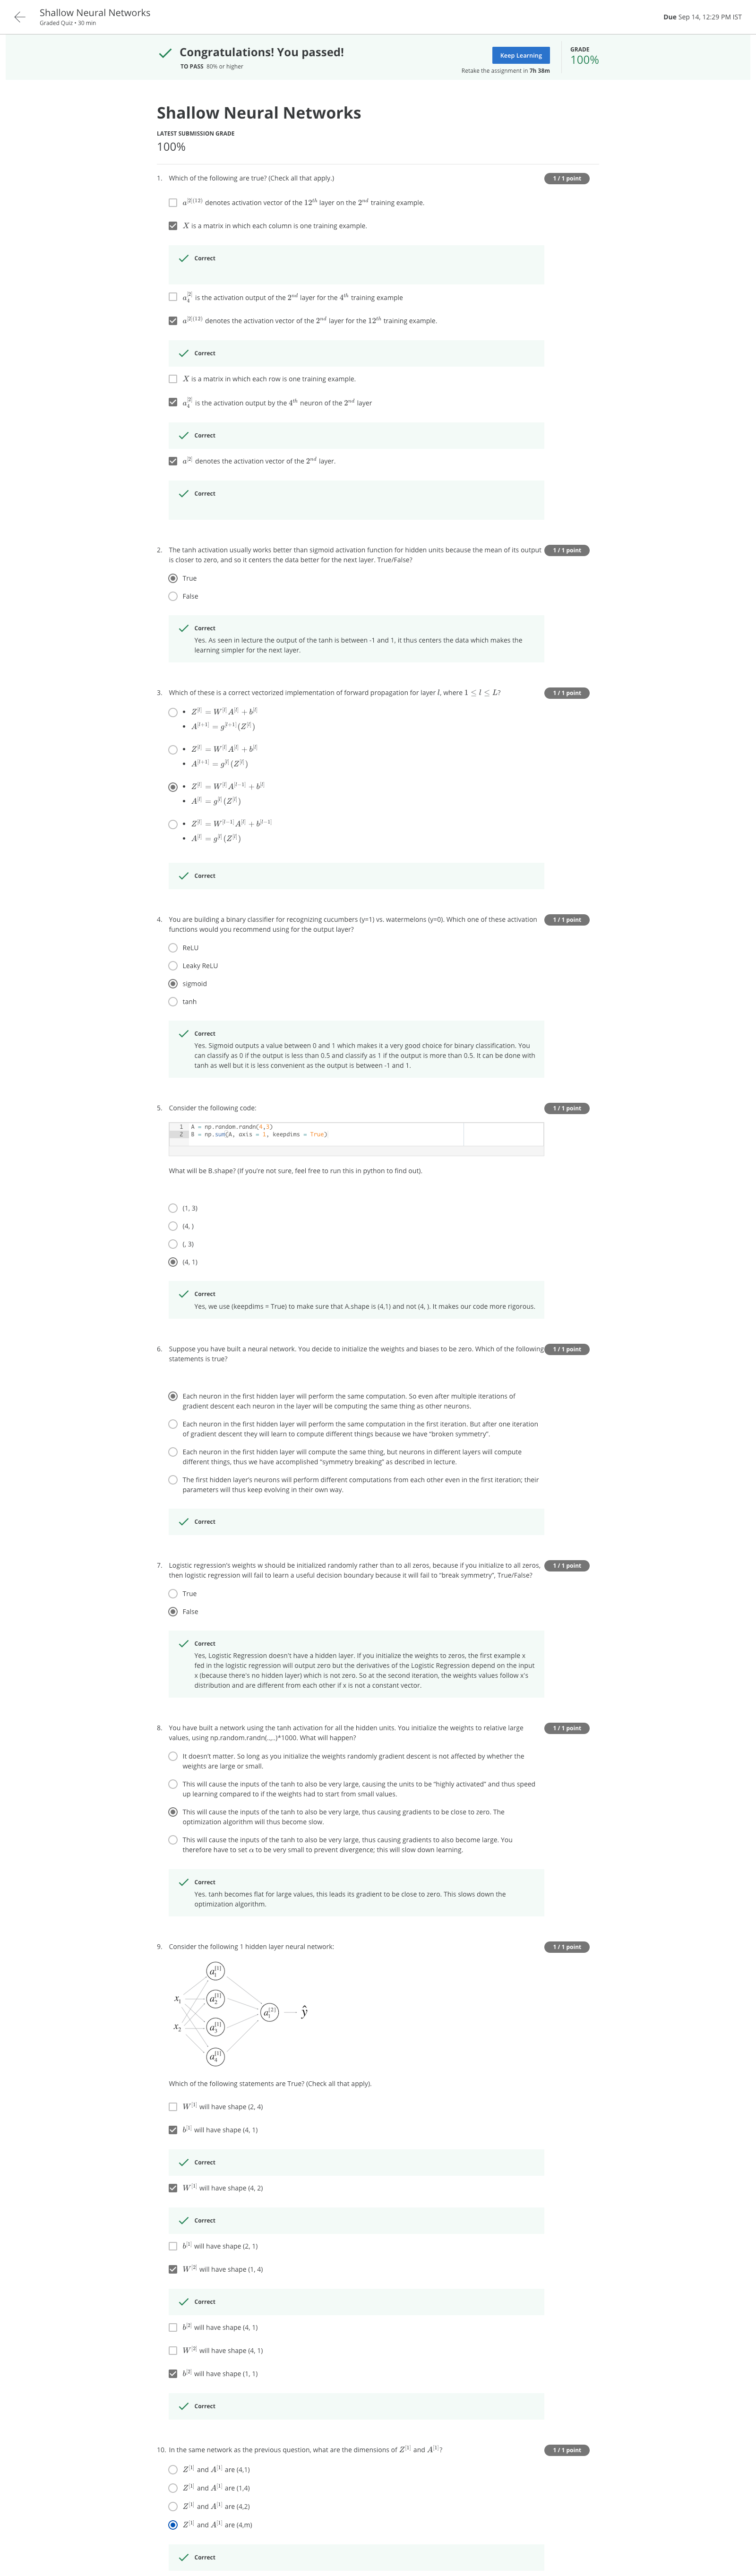 Shallow Neural Networks
Graded Quiz • 30 min
Due Sep 14, 12:29 PM IST
Congratulations! You passed!
TO PASS 80% or higher
Keep Learning
Retake the assignment in 7h 38m
GRADE
100%
Shallow Neural Networks
LATEST SUBMISSION GRADE
100%
1. Which of the following are true? (Check all that apply.)
1 / 1 point
a^{[2](12)} denotes activation vector of the 12^{th} layer on the 2^{nd} training example.
X is a matrix in which each column is one training example.
Correct
a_4^{[2]} is the activation output of the 2^{nd} layer for the 4^{th} training example
a^{[2](12)} denotes the activation vector of the 2^{nd} layer for the 12^{th} training example.
Correct
X is a matrix in which each row is one training example.
a_4^{[2]} is the activation output by the 4^{th} neuron of the 2^{nd} layer
Correct
a^{[2]} denotes the activation vector of the 2^{nd} layer.
Correct
2. The tanh activation usually works better than sigmoid activation function for hidden units because the mean of its output
is closer to zero, and so it centers the data better for the next layer. True/False?
1 / 1 point
True
False
Correct
Yes. As seen in lecture the output of the tanh is between -1 and 1, it thus centers the data which makes the
learning simpler for the next layer.
3. Which of these is a correct vectorized implementation of forward propagation for layer l, where 1 ≤ l ≤ L?
1 / 1 point
• Z^{[l]} = W^{[l]} A^{[l]} + b^{[l]}
• A^{[l+1]} = g^{[l+1]}(Z^{[l]})
• Z^{[l]} = W^{[l]} A^{[l]} + b^{[l]}
• A^{[l+1]} = g^{[l]}(Z^{[l]})
• Z^{[l]} = W^{[l]} A^{[l-1]} + b^{[l]}
• A^{[l]} = g^{[l]}(Z^{[l]})
• Z^{[l]} = W^{[l-1]} A^{[l]} + b^{[l-1]}
• A^{[l]} = g^{[l]}(Z^{[l]})
Correct
4. You are building a binary classifier for recognizing cucumbers (y=1) vs. watermelons (y=0). Which one of these activation
functions would you recommend using for the output layer?
1 / 1 point
ReLU
Leaky ReLU
sigmoid
tanh
Correct
Yes. Sigmoid outputs a value between 0 and 1 which makes it a very good choice for binary classification. You
can classify as 0 if the output is less than 0.5 and classify as 1 if the output is more than 0.5. It can be done with
tanh as well but it is less convenient as the output is between -1 and 1.
5. Consider the following code:
1 / 1 point
1 A = np.random.randn(4,3)
2 B = np.sum(A, axis = 1, keepdims = True)
What will be B.shape? (If you're not sure, feel free to run this in python to find out).
(1, 3)
(4, )
(, 3)
(4, 1)
Correct
Yes, we use (keepdims = True) to make sure that A.shape is (4,1) and not (4, ). It makes our code more rigorous.
6. Suppose you have built a neural network. You decide to initialize the weights and biases to be zero. Which of the following
statements is true?
1 / 1 point
Each neuron in the first hidden layer will perform the same computation. So even after multiple iterations of
gradient descent each neuron in the layer will be computing the same thing as other neurons.
Each neuron in the first hidden layer will perform the same computation in the first iteration. But after one iteration
of gradient descent they will learn to compute different things because we have "broken symmetry".
Each neuron in the first hidden layer will compute the same thing, but neurons in different layers will compute
different things, thus we have accomplished "symmetry breaking" as described in lecture.
The first hidden layer's neurons will perform different computations from each other even in the first iteration; their
parameters will thus keep evolving in their own way.
Correct
7. Logistic regression's weights w should be initialized randomly rather than to all zeros, because if you initialize to all zeros,
then logistic regression will fail to learn a useful decision boundary because it will fail to "break symmetry", True/False?
1 / 1 point
True
False
Correct
Yes, Logistic Regression doesn't have a hidden layer. If you initialize the weights to zeros, the first example x
fed in the logistic regression will output zero but the derivatives of the Logistic Regression depend on the input
x (because there's no hidden layer) which is not zero. So at the second iteration, the weights values follow x's
distribution and are different from each other if x is not a constant vector.
8. You have built a network using the tanh activation for all the hidden units. You initialize the weights to relative large
values, using np.random.randn(..,..)*1000. What will happen?
1 / 1 point
It doesn't matter. So long as you initialize the weights randomly gradient descent is not affected by whether the
weights are large or small.
This will cause the inputs of the tanh to also be very large, causing the units to be "highly activated" and thus speed
up learning compared to if the weights had to start from small values.
This will cause the inputs of the tanh to also be very large, thus causing gradients to be close to zero. The
optimization algorithm will thus become slow.
This will cause the inputs of the tanh to also be very large, thus causing gradients to also become large. You
therefore have to set α to be very small to prevent divergence; this will slow down learning.
Correct
Yes. tanh becomes flat for large values, this leads its gradient to be close to zero. This slows down the
optimization algorithm.
9. Consider the following 1 hidden layer neural network:
1 / 1 point
a_1^{[1]}
x_1
a_2^{[1]}
a_1^{[2]}
ŷ
x_2
a_3^{[1]}
a_4^{[1]}
Which of the following statements are True? (Check all that apply).
W^{[1]} will have shape (2, 4)
b^{[1]} will have shape (4, 1)
Correct
W^{[1]} will have shape (4, 2)
Correct
b^{[1]} will have shape (2, 1)
W^{[2]} will have shape (1, 4)
Correct
b^{[2]} will have shape (4, 1)
W^{[2]} will have shape (4, 1)
b^{[2]} will have shape (1, 1)
Correct
10. In the same network as the previous question, what are the dimensions of Z^{[1]} and A^{[1]}?
1 / 1 point
Z^{[1]} and A^{[1]} are (4,1)
Z^{[1]} and A^{[1]} are (1,4)
Z^{[1]} and A^{[1]} are (4,2)
Z^{[1]} and A^{[1]} are (4,m)
Correct